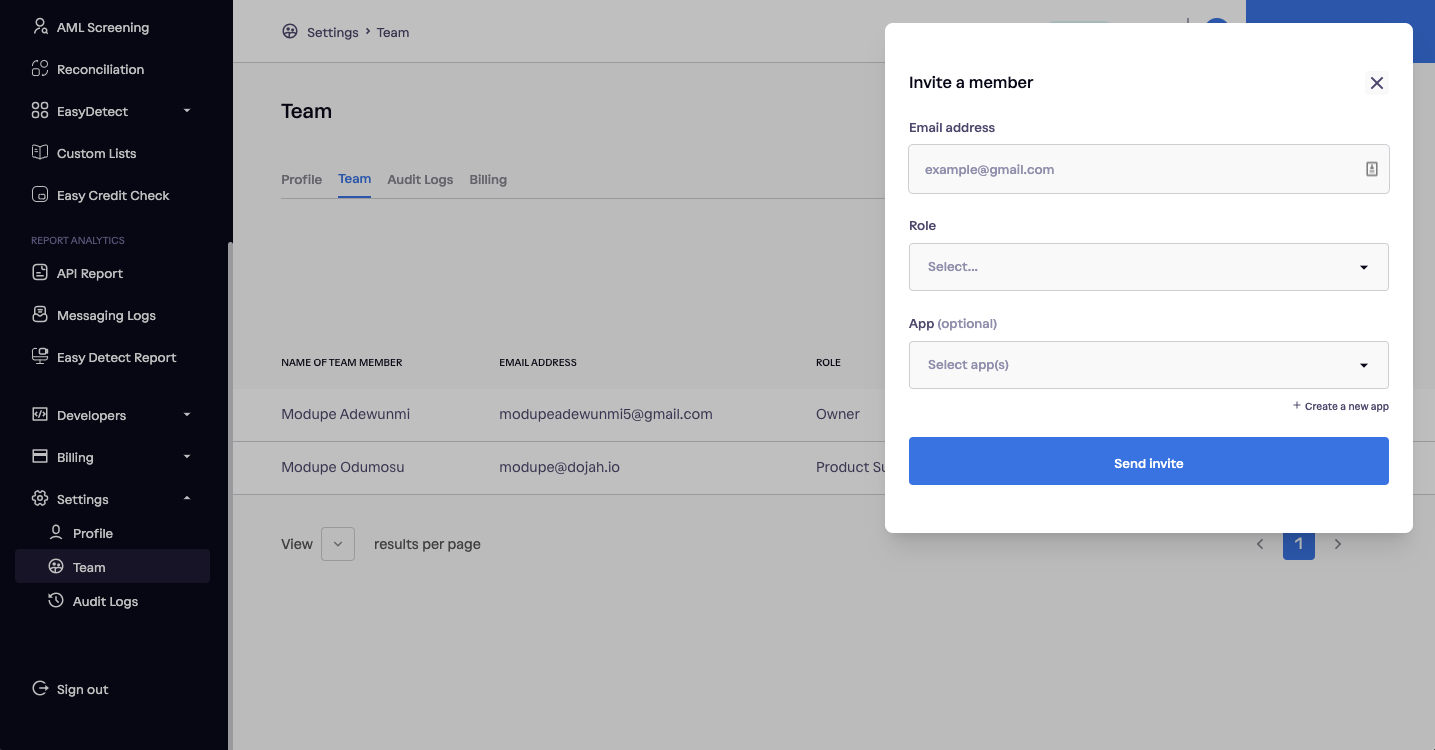 AML Screening
Reconciliation
EasyDetect
Custom Lists
Easy Credit Check
REPORT ANALYTICS
API Report
Messaging Logs
Easy Detect Report
Developers
Billing
Settings
Profile
Team
Audit Logs
Sign out
Settings > Team
Team
Profile Team Audit Logs Billing
NAME OF TEAM MEMBER EMAIL ADDRESS ROLE
Modupe Adewunmi modupeadewunmi5@gmail.com Owner
Modupe Odumosu modupe@dojah.io Product Su
View results per page
< 1 >
Invite a member
Email address
example@gmail.com
Role
Select...
App (optional)
Select app(s)
+ Create a new app
Send invite